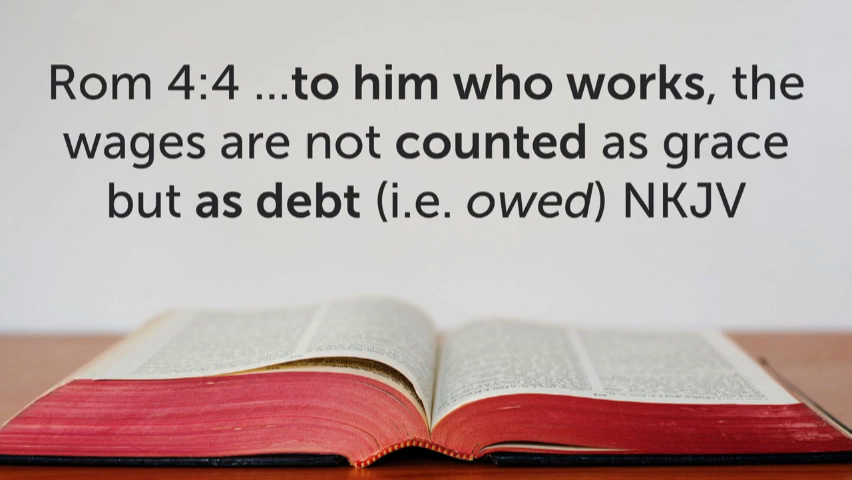 Rom 4:4 ...to him who works, the
wages are not counted as grace
but as debt (i.e. owed) NKJV